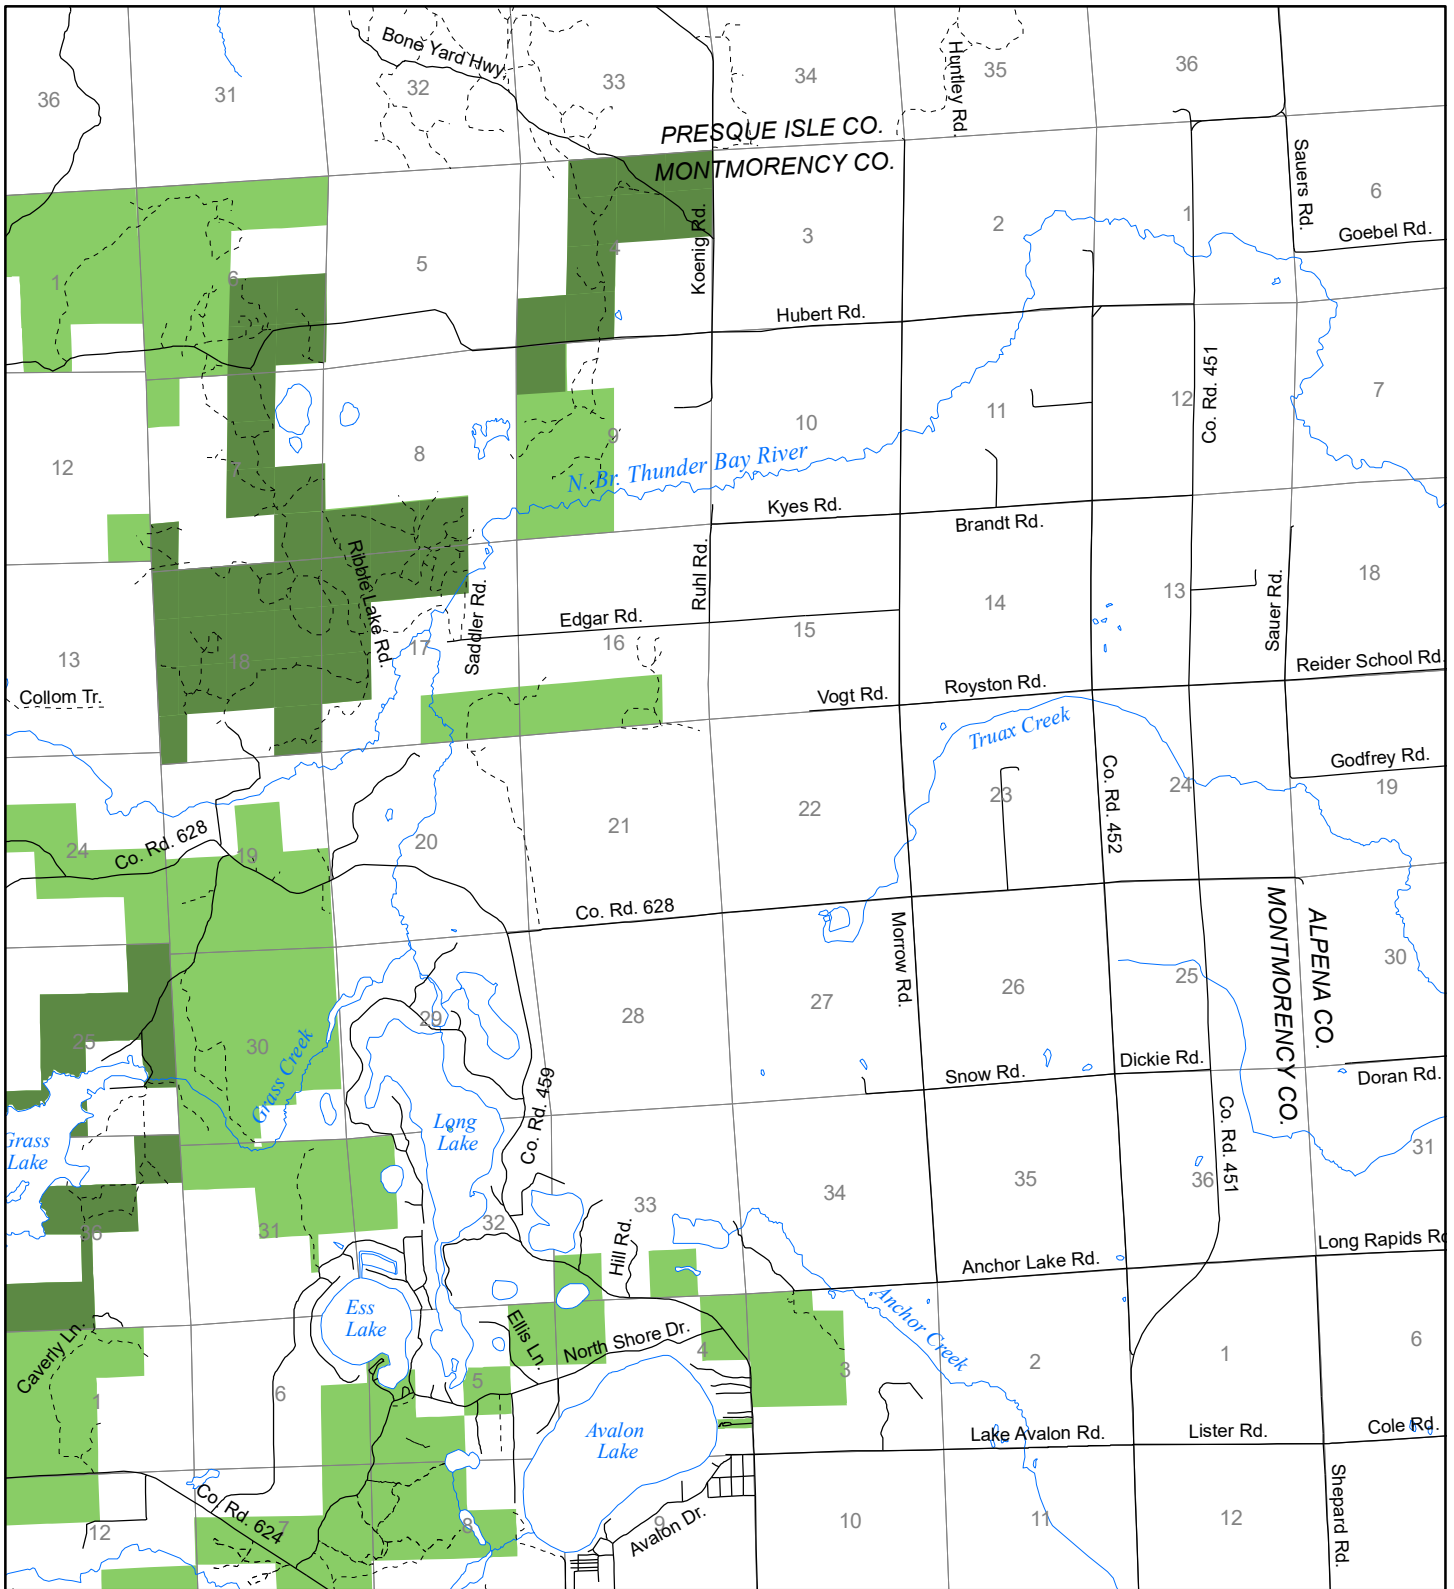 Bone Yard Hwy.
Huntley Rd.
36
31
32
33
34
35
36
PRESQUE ISLE CO.
MONTMORENCY CO.
Sauers Rd.
6
Goebel Rd.
1
6
5
4
Koenig Rd.
3
2
1
Hubert Rd.
Co. Rd. 451
12
7
8
9
10
11
12
7
N. Br. Thunder Bay River
Kyes Rd.
Brandt Rd.
Ribble Lake Rd.
Saddler Rd.
Ruhl Rd.
Edgar Rd.
13
18
17
16
15
14
13
Sauer Rd.
18
Collom Tr.
Vogt Rd.
Royston Rd.
Reider School Rd.
Truax Creek
Godfrey Rd.
Co. Rd. 452
24
Co. Rd. 628
19
20
21
22
23
24
19
Co. Rd. 628
Morrow Rd.
MONTMORENCY CO.
ALPENA CO.
25
30
29
28
27
26
25
30
Grass Creek
Snow Rd.
Dickie Rd.
Doran Rd.
Co. Rd. 459
Long
Lake
Grass
Lake
Co. Rd. 451
36
31
32
33
34
35
36
31
Hill Rd.
Anchor Lake Rd.
Long Rapids Rd
Ess
Lake
Anchor Creek
Caverly Ln.
Ellis Ln.
North Shore Dr.
1
6
5
4
3
2
1
6
Avalon
Lake
Lake Avalon Rd.
Lister Rd.
Cole Rd.
Co. Rd. 624
Shepard Rd.
12
7
8
9
Avalon Dr.
10
11
12